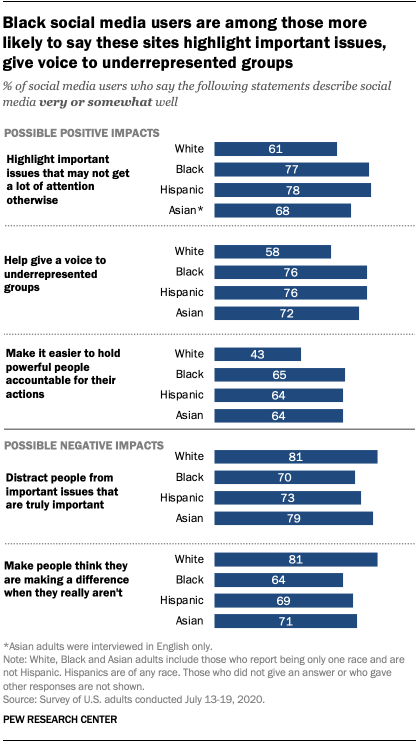 Black social media users are among those more
likely to say these sites highlight important issues,
give voice to underrepresented groups
% of social media users who say the following statements describe social
media very or somewhat well
POSSIBLE POSITIVE IMPACTS
Highlight important
issues that may not get
a lot of attention
otherwise
White 61
Black 77
Hispanic 78
Asian* 68
Help give a voice to
underrepresented
groups
White 58
Black 76
Hispanic 76
Asian 72
Make it easier to hold
powerful people
accountable for their
actions
White 43
Black 65
Hispanic 64
Asian 64
POSSIBLE NEGATIVE IMPACTS
Distract people from
important issues that
are truly important
White 81
Black 70
Hispanic 73
Asian 79
Make people think they
are making a difference
when they really aren't
White 81
Black 64
Hispanic 69
Asian 71
*Asian adults were interviewed in English only.
Note: White, Black and Asian adults include those who report being only one race and are
not Hispanic. Hispanics are of any race. Those who did not give an answer or who gave
other responses are not shown.
Source: Survey of U.S. adults conducted July 13-19, 2020.
PEW RESEARCH CENTER